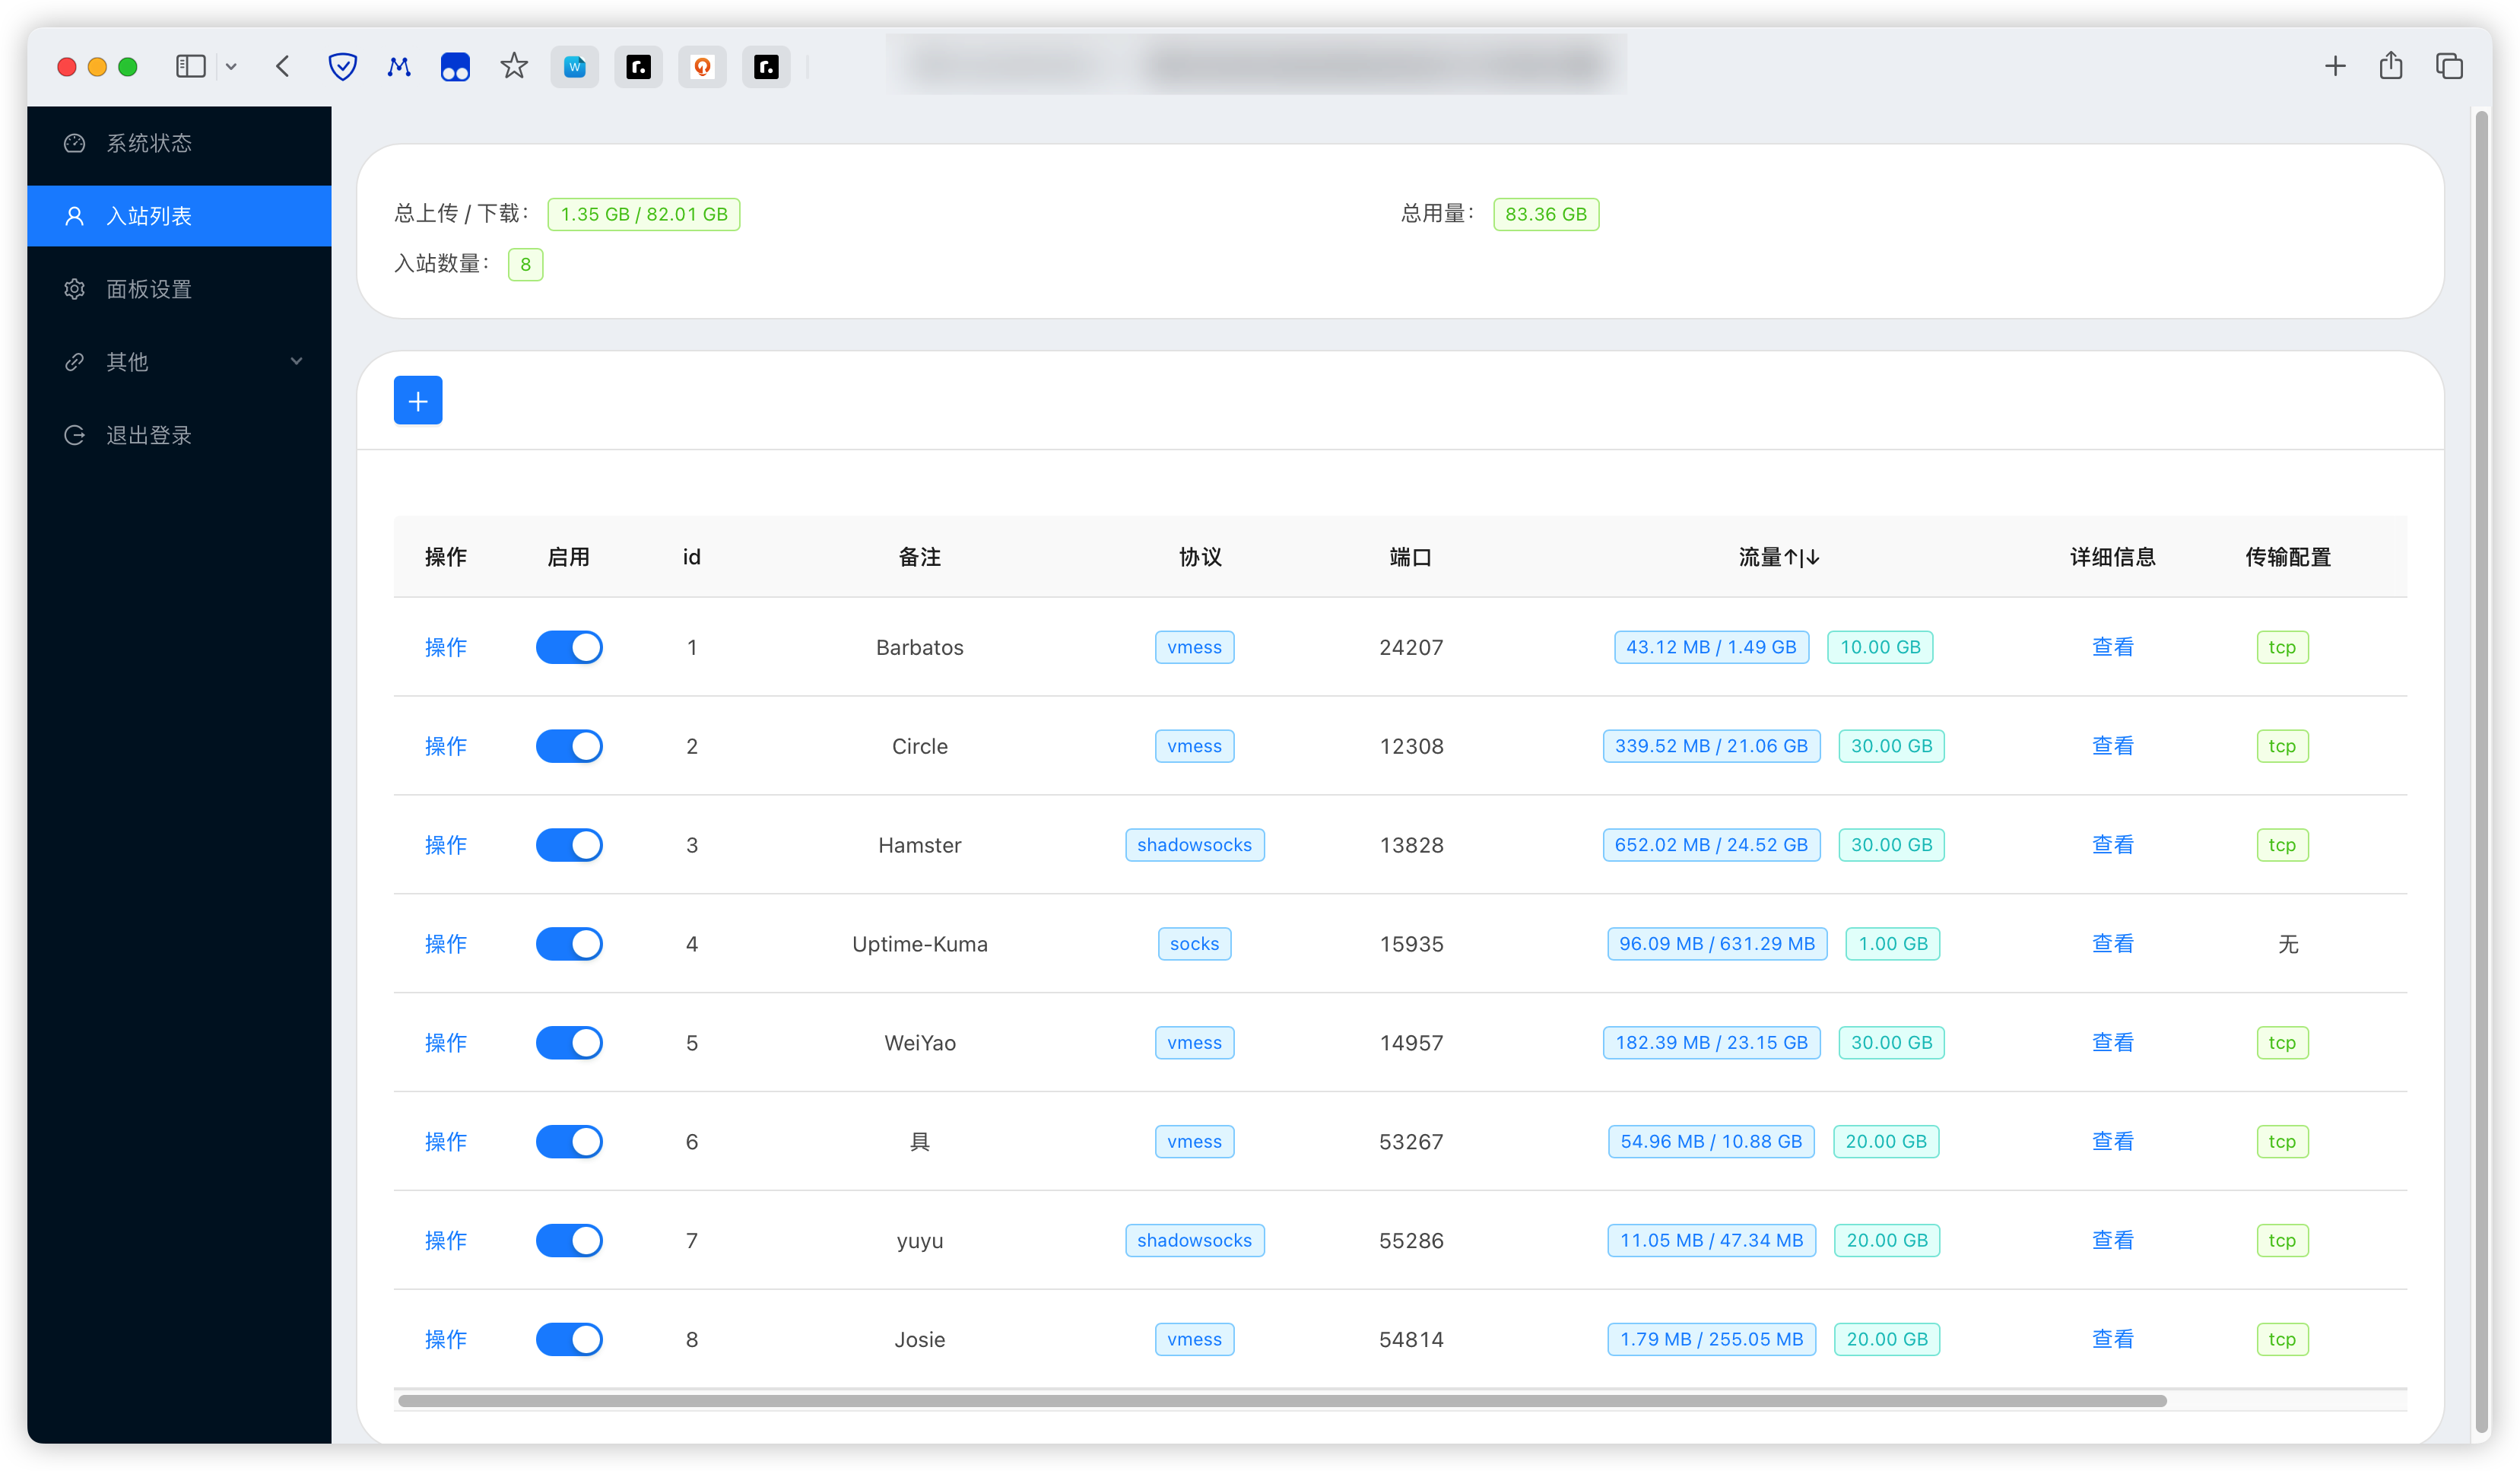 系统状态
入站列表
面板设置
其他
退出登录
总上传 / 下载： 1.35 GB / 82.01 GB 总用量： 83.36 GB
入站数量： 8
操作 启用 id 备注 协议 端口 流量↑|↓ 详细信息 传输配置
操作 1 Barbatos vmess 24207 43.12 MB / 1.49 GB 10.00 GB 查看 tcp
操作 2 Circle vmess 12308 339.52 MB / 21.06 GB 30.00 GB 查看 tcp
操作 3 Hamster shadowsocks 13828 652.02 MB / 24.52 GB 30.00 GB 查看 tcp
操作 4 Uptime-Kuma socks 15935 96.09 MB / 631.29 MB 1.00 GB 查看 无
操作 5 WeiYao vmess 14957 182.39 MB / 23.15 GB 30.00 GB 查看 tcp
操作 6 具 vmess 53267 54.96 MB / 10.88 GB 20.00 GB 查看 tcp
操作 7 yuyu shadowsocks 55286 11.05 MB / 47.34 MB 20.00 GB 查看 tcp
操作 8 Josie vmess 54814 1.79 MB / 255.05 MB 20.00 GB 查看 tcp